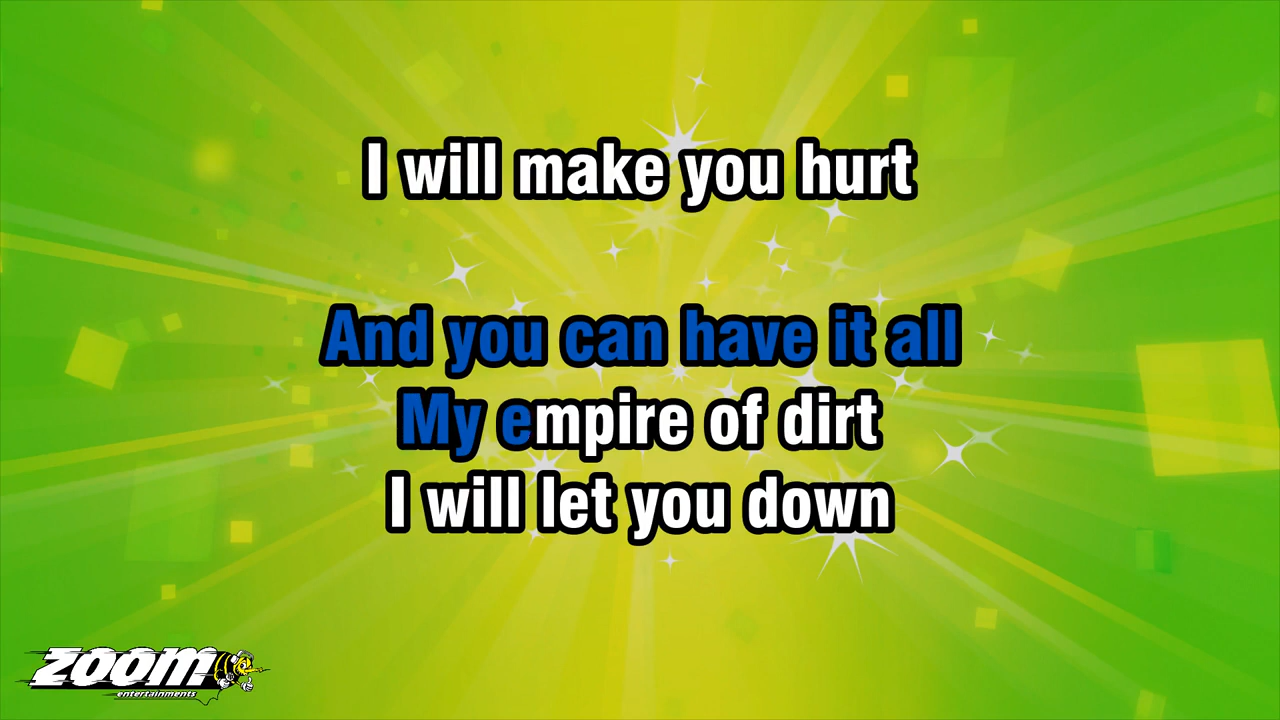 I will make you hurt
And you can have it all
My empire of dirt
I will let you down
ZOOM
entertainments